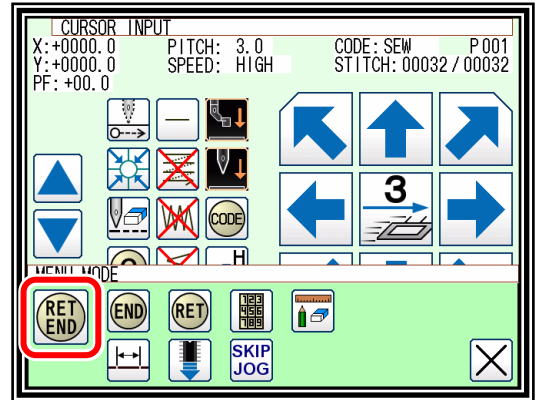 CURSOR INPUT
X:+0000.0 PITCH: 3.0 CODE:SEW P001
Y:+0000.0 SPEED: HIGH STITCH:00032/00032
PF:+00.0
3
CODE
H
MENU MODE
RET END
END
RET
123
456
789
SKIP
JOG